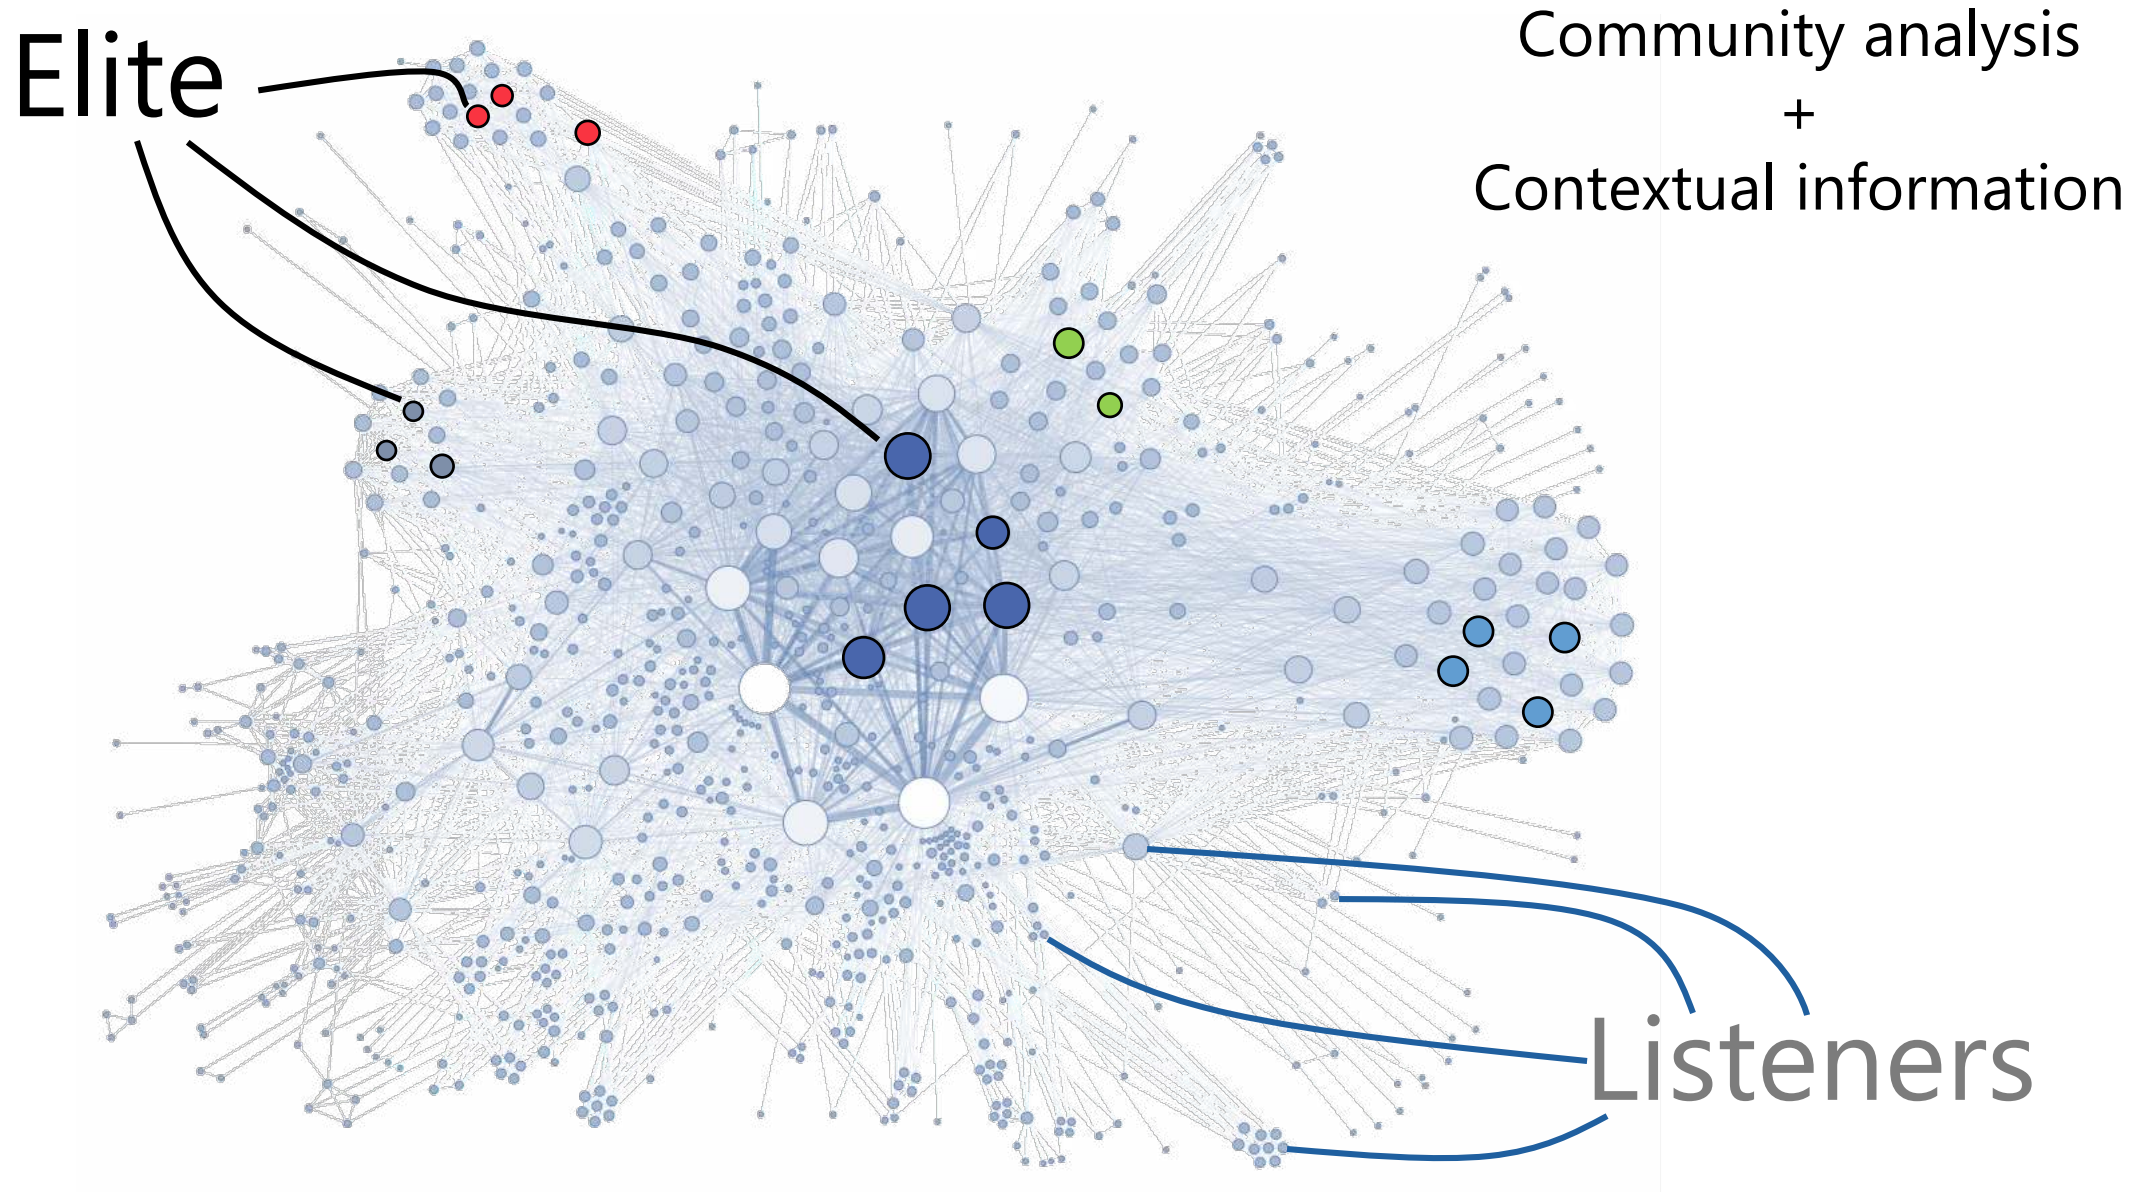 Elite
Community analysis
+
Contextual information
Listeners